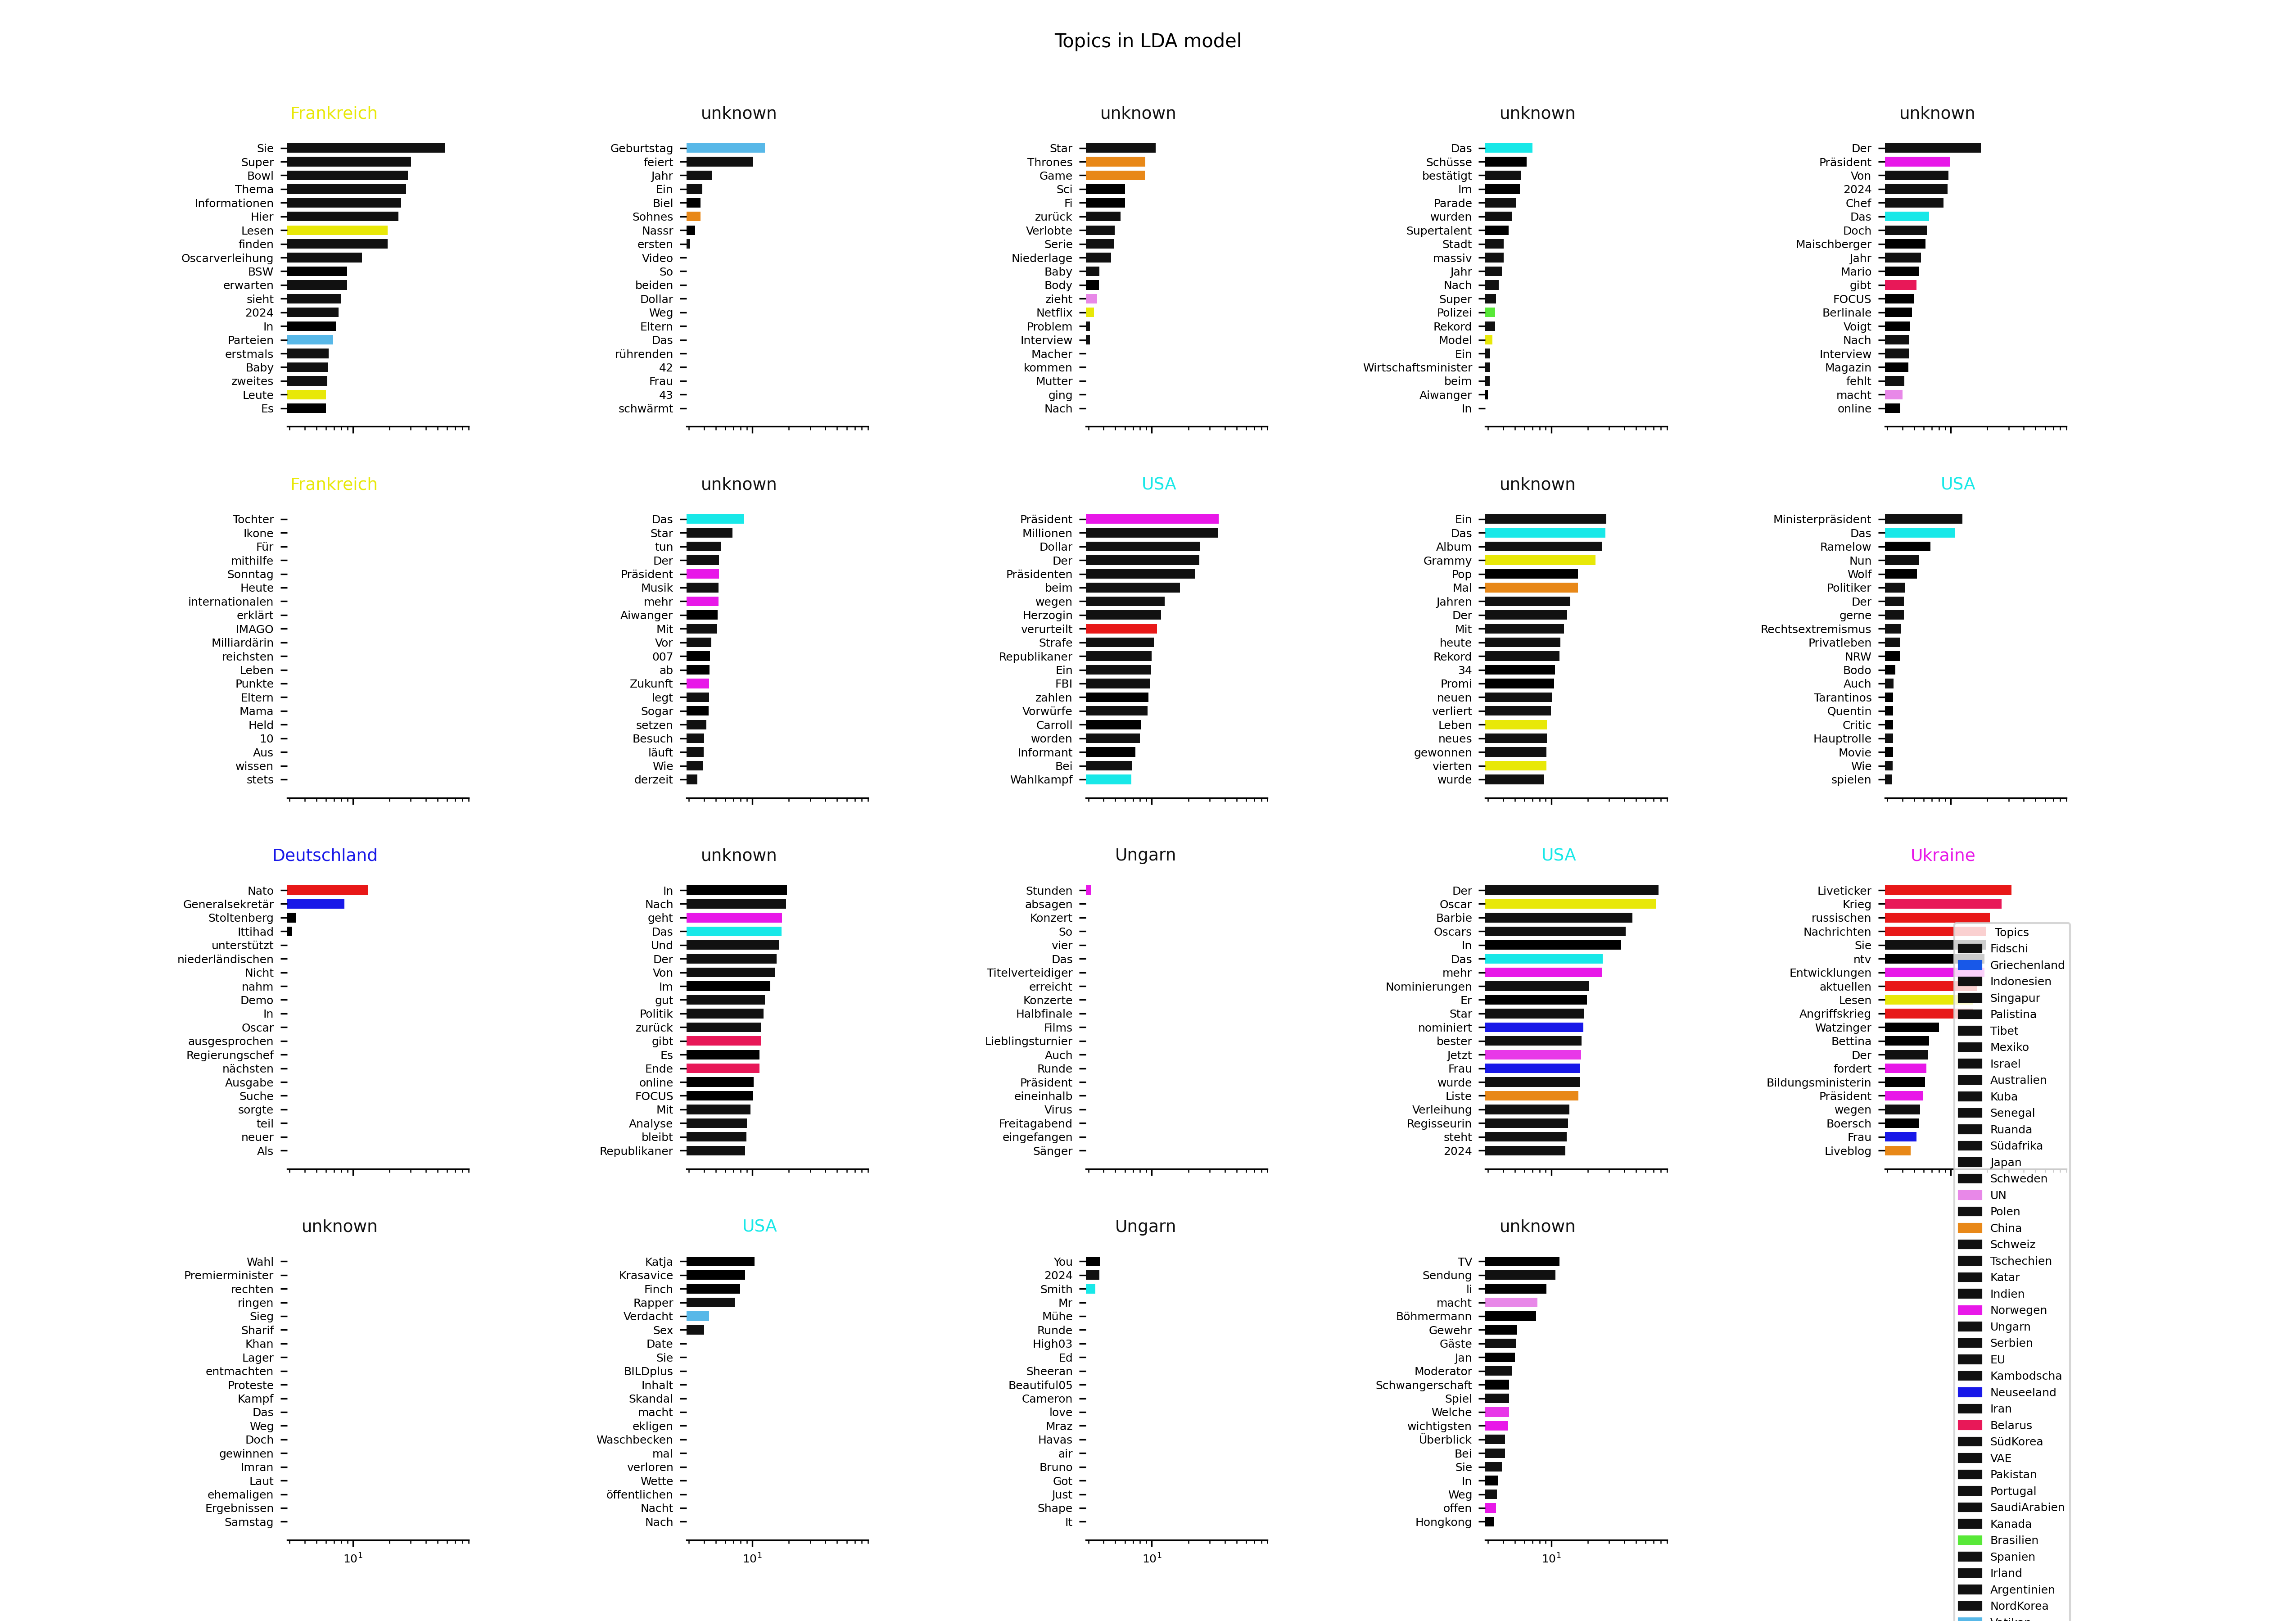 Topics in LDA model
Frankreich
Sie
Super
Bowl
Thema
Informationen
Hier
Lesen
finden
Oscarverleihung
BSW
erwarten
sieht
2024
In
Parteien
erstmals
Baby
zweites
Leute
Es
unknown
Geburtstag
feiert
Jahr
Ein
Biel
Sohnes
Nassr
ersten
Video
So
beiden
Dollar
Weg
Eltern
Das
rührenden
42
Frau
43
schwärmt
unknown
Star
Thrones
Game
Sci
Fi
zurück
Verlobte
Serie
Niederlage
Baby
Body
zieht
Netflix
Problem
Interview
Macher
kommen
Mutter
ging
Nach
unknown
Das
Schüsse
bestätigt
Im
Parade
wurden
Supertalent
Stadt
massiv
Jahr
Nach
Super
Polizei
Rekord
Model
Ein
Wirtschaftsminister
beim
Aiwanger
In
unknown
Der
Präsident
Von
2024
Chef
Das
Doch
Maischberger
Jahr
Mario
gibt
FOCUS
Berlinale
Voigt
Nach
Interview
Magazin
fehlt
macht
online
Frankreich
Tochter
Ikone
Für
mithilfe
Sonntag
Heute
internationalen
erklärt
IMAGO
Milliardärin
reichsten
Leben
Punkte
Eltern
Mama
Held
10
Aus
wissen
stets
unknown
Das
Star
tun
Der
Präsident
Musik
mehr
Aiwanger
Mit
Vor
007
ab
Zukunft
legt
Sogar
setzen
Besuch
läuft
Wie
derzeit
USA
Präsident
Millionen
Dollar
Der
Präsidenten
beim
wegen
Herzogin
verurteilt
Strafe
Republikaner
Ein
FBI
zahlen
Vorwürfe
Carroll
worden
Informant
Bei
Wahlkampf
unknown
Ein
Das
Album
Grammy
Pop
Mal
Jahren
Der
Mit
heute
Rekord
34
Promi
neuen
verliert
Leben
neues
gewonnen
vierten
wurde
USA
Ministerpräsident
Das
Ramelow
Nun
Wolf
Politiker
Der
gerne
Rechtsextremismus
Privatleben
NRW
Bodo
Auch
Tarantinos
Quentin
Critic
Hauptrolle
Movie
Wie
spielen
Deutschland
Nato
Generalsekretär
Stoltenberg
Ittihad
unterstützt
niederländischen
Nicht
nahm
Demo
In
Oscar
ausgesprochen
Regierungschef
nächsten
Ausgabe
Suche
sorgte
teil
neuer
Als
unknown
In
Nach
geht
Das
Und
Der
Von
Im
gut
Politik
zurück
gibt
Es
Ende
online
FOCUS
Mit
Analyse
bleibt
Republikaner
Ungarn
Stunden
absagen
Konzert
So
vier
Das
Titelverteidiger
erreicht
Konzerte
Halbfinale
Films
Lieblingsturnier
Auch
Runde
Präsident
eineinhalb
Virus
Freitagabend
eingefangen
Sänger
USA
Der
Oscar
Barbie
Oscars
In
Das
mehr
Nominierungen
Er
Star
nominiert
bester
Jetzt
Frau
wurde
Liste
Verleihung
Regisseurin
steht
2024
Ukraine
Liveticker
Krieg
russischen
Nachrichten
Sie
ntv
Entwicklungen
aktuellen
Lesen
Angriffskrieg
Watzinger
Bettina
Der
fordert
Bildungsministerin
Präsident
wegen
Boersch
Frau
Liveblog
Topics
Fidschi
Griechenland
Indonesien
Singapur
Palistina
Tibet
Mexiko
Israel
Australien
Kuba
Senegal
Ruanda
Südafrika
Japan
Schweden
UN
Polen
China
Schweiz
Tschechien
Katar
Indien
Norwegen
Ungarn
Serbien
EU
Kambodscha
Neuseeland
Iran
Belarus
SüdKorea
VAE
Pakistan
Portugal
SaudiArabien
Kanada
Brasilien
Spanien
Irland
Argentinien
NordKorea
unknown
Wahl
Premierminister
rechten
ringen
Sieg
Sharif
Khan
Lager
entmachten
Proteste
Kampf
Das
Weg
Doch
gewinnen
Imran
Laut
ehemaligen
Ergebnissen
Samstag
10¹
USA
Katja
Krasavice
Finch
Rapper
Verdacht
Sex
Date
Sie
BILDplus
Inhalt
Skandal
macht
ekligen
Waschbecken
mal
verloren
Wette
öffentlichen
Nacht
Nach
10¹
Ungarn
You
2024
Smith
Mr
Mühe
Runde
High03
Ed
Sheeran
Beautiful05
Cameron
love
Mraz
Havas
air
Bruno
Got
Just
Shape
It
10¹
unknown
TV
Sendung
li
macht
Böhmermann
Gewehr
Gäste
Jan
Moderator
Schwangerschaft
Spiel
Welche
wichtigsten
Überblick
Bei
Sie
In
Weg
offen
Hongkong
10¹